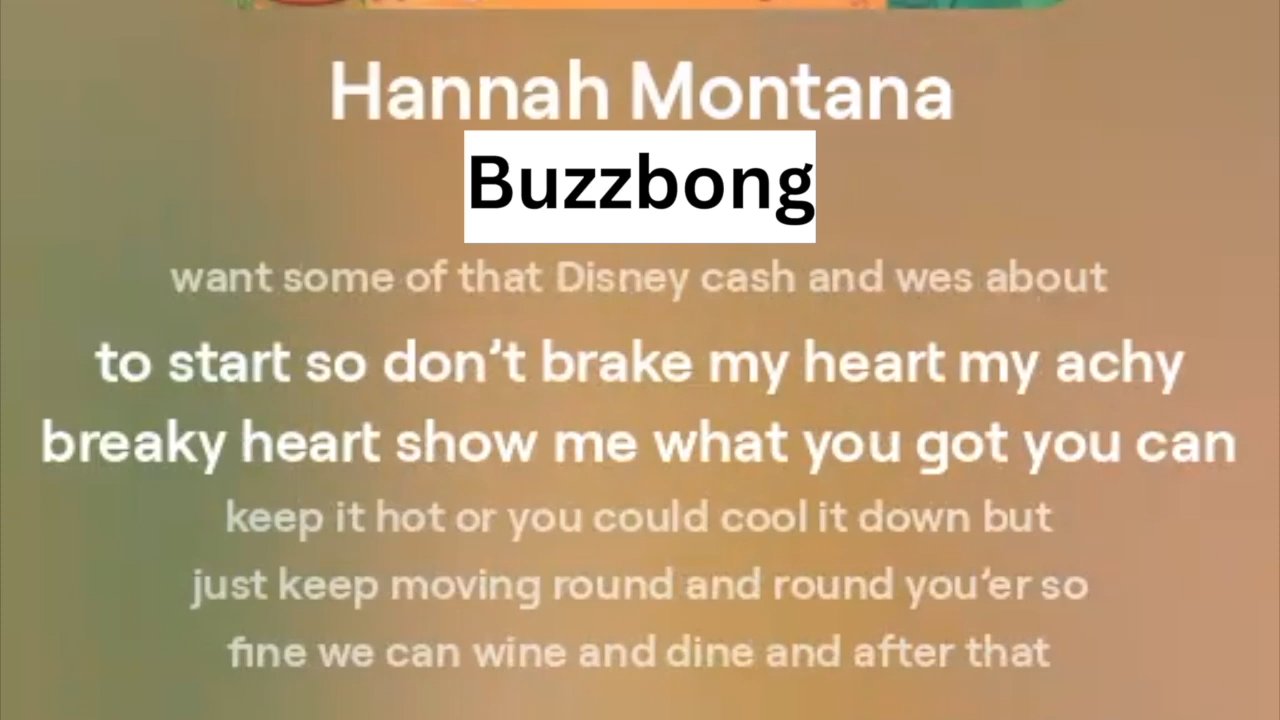 Hannah Montana
Buzzbong
want some of that Disney cash and wes about
to start so don’t brake my heart my achy
breaky heart show me what you got you can
keep it hot or you could cool it down but
just keep moving round and round you’er so
fine we can wine and dine and after that